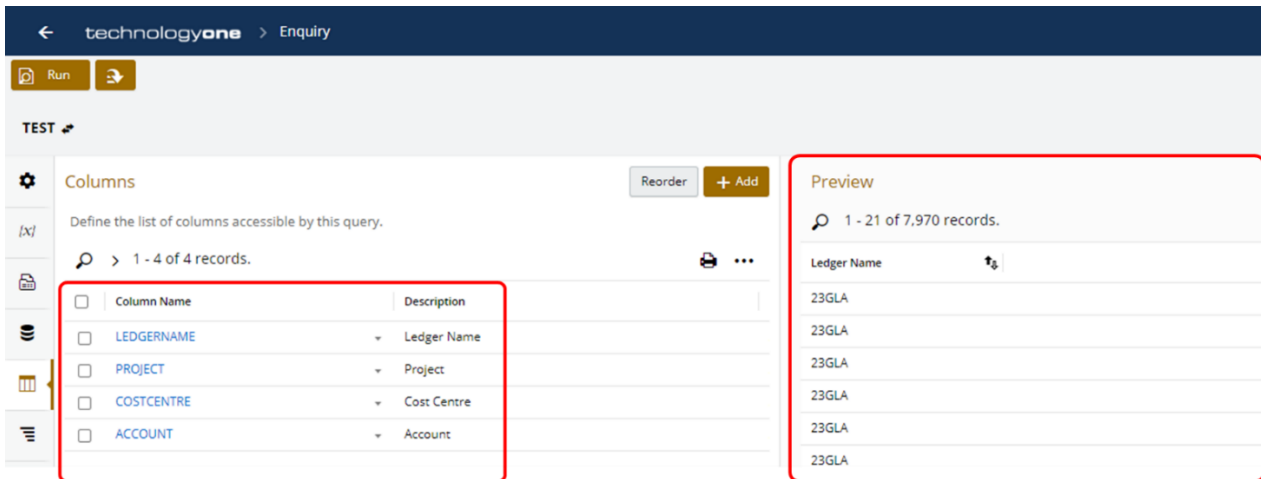 technologyone > Enquiry
Run
TEST
Columns
Reorder
+ Add
Define the list of columns accessible by this query.
1 - 4 of 4 records.
Column Name Description
LEDGERNAME Ledger Name
PROJECT Project
COSTCENTRE Cost Centre
ACCOUNT Account
Preview
1 - 21 of 7,970 records.
Ledger Name
23GLA
23GLA
23GLA
23GLA
23GLA
23GLA